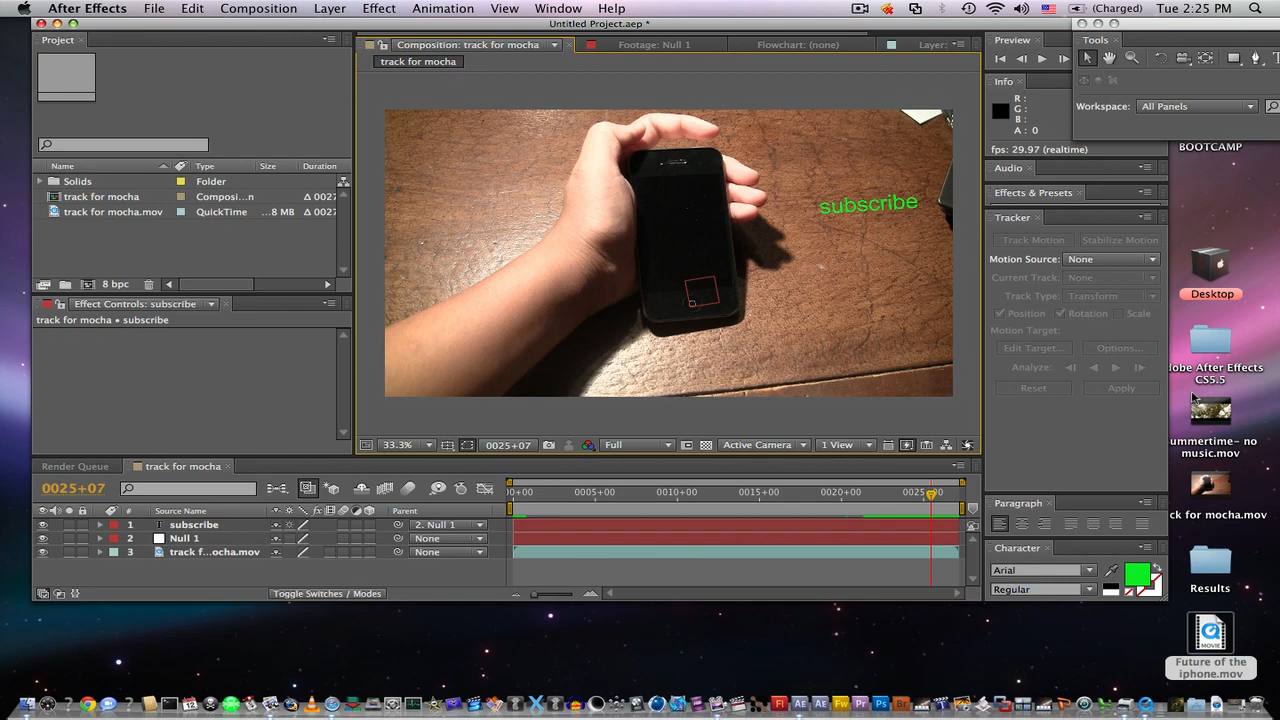 After Effects File Edit Composition Layer Effect Animation View Window Help (Charged) Tue 2:25 PM
Untitled Project.aep *
Project
Composition: track for mocha Footage: Null 1 Flowchart: (none) Layer:
track for mocha
Preview
Tools
Info
R :
G :
B :
A : 0
Workspace: All Panels
fps: 29.97 (realtime)
BOOTCAMP
Audio
Effects & Presets
Tracker
Track Motion Stabilize Motion
Motion Source: None
Current Track: None
Track Type: Transform
Position Rotation Scale
Motion Target:
Edit Target... Options...
Analyze:
Reset Apply
Name Type Size Duration
Solids Folder
track for mocha Composi...n Δ 0027
track for mocha.mov QuickTime ...8 MB Δ 0027
8 bpc
Effect Controls: subscribe
track for mocha • subscribe
subscribe
33.3% 0025+07 Full Active Camera 1 View
Desktop
dobe After Effects
CS5.5
ummertime- no
music.mov
ck for mocha.mov
Results
MOVIE
Future of the
iphone.mov
Render Queue track for mocha
0025+07
:00+00 0005+00 0010+00 0015+00 0020+00 0025+00
# Source Name Parent
1 T subscribe 2. Null 1
2 Null 1 None
3 track f...ocha.mov None
Toggle Switches / Modes
Paragraph
Character
Arial
Regular